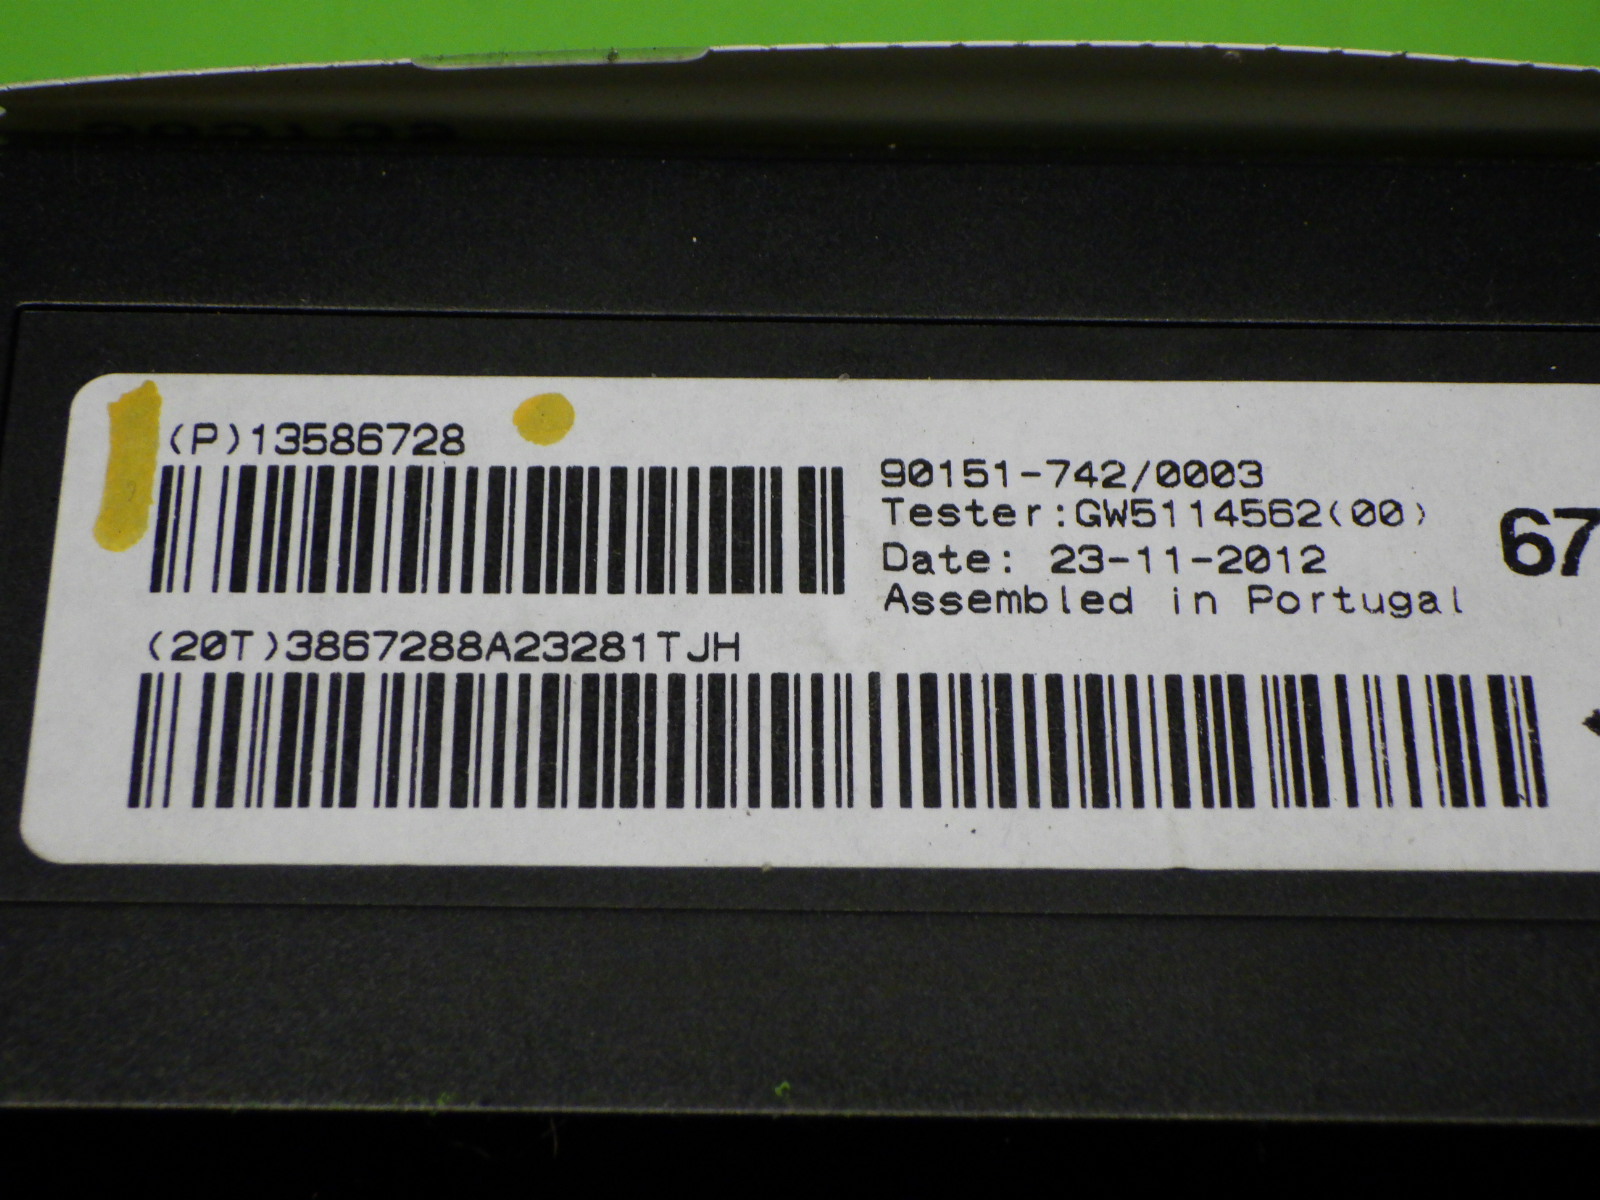 (P)13586728
90151-742/0003
Tester:GW5114562(00)
Date: 23-11-2012
Assembled in Portugal
67
(20T)3867288A23281TJH